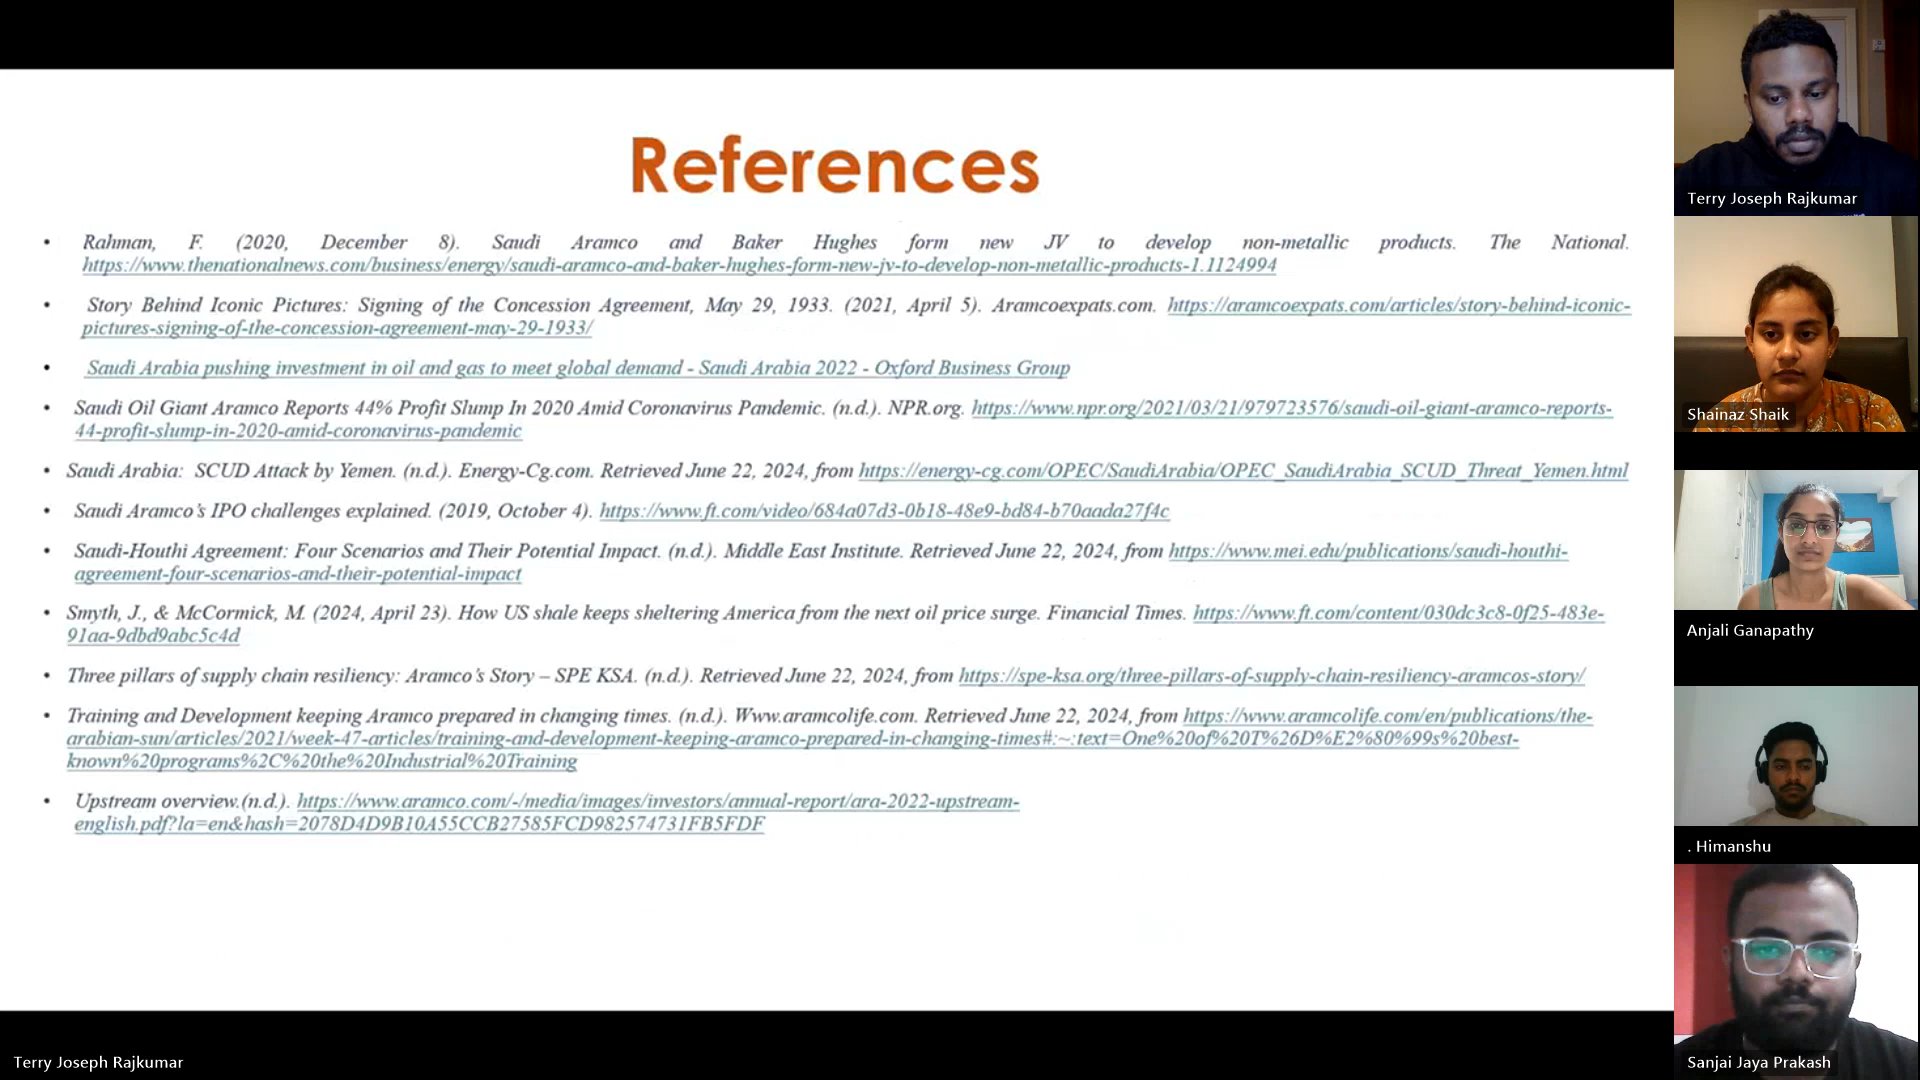 References
• Rahman, F. (2020, December 8). Saudi Aramco and Baker Hughes form new JV to develop non-metallic products. The National.
https://www.thenationalnews.com/business/energy/saudi-aramco-and-baker-hughes-form-new-jv-to-develop-non-metallic-products-1.1124994
• Story Behind Iconic Pictures: Signing of the Concession Agreement, May 29, 1933. (2021, April 5). Aramcoexpats.com. https://aramcoexpats.com/articles/story-behind-iconic-
pictures-signing-of-the-concession-agreement-may-29-1933/
• Saudi Arabia pushing investment in oil and gas to meet global demand - Saudi Arabia 2022 - Oxford Business Group
• Saudi Oil Giant Aramco Reports 44% Profit Slump In 2020 Amid Coronavirus Pandemic. (n.d.). NPR.org. https://www.npr.org/2021/03/21/979723576/saudi-oil-giant-aramco-reports-
44-profit-slump-in-2020-amid-coronavirus-pandemic
• Saudi Arabia: SCUD Attack by Yemen. (n.d.). Energy-Cg.com. Retrieved June 22, 2024, from https://energy-cg.com/OPEC/SaudiArabia/OPEC_SaudiArabia_SCUD_Threat_Yemen.html
• Saudi Aramco's IPO challenges explained. (2019, October 4). https://www.ft.com/video/684a07d3-0b18-48e9-bd84-b70aada27f4c
• Saudi-Houthi Agreement: Four Scenarios and Their Potential Impact. (n.d.). Middle East Institute. Retrieved June 22, 2024, from https://www.mei.edu/publications/saudi-houthi-
agreement-four-scenarios-and-their-potential-impact
• Smyth, J., & McCormick, M. (2024, April 23). How US shale keeps sheltering America from the next oil price surge. Financial Times. https://www.ft.com/content/030dc3c8-0f25-483e-
91aa-9dbd9abc5c4d
• Three pillars of supply chain resiliency: Aramco's Story – SPE KSA. (n.d.). Retrieved June 22, 2024, from https://spe-ksa.org/three-pillars-of-supply-chain-resiliency-aramcos-story/
• Training and Development keeping Aramco prepared in changing times. (n.d.). Www.aramcolife.com. Retrieved June 22, 2024, from https://www.aramcolife.com/en/publications/the-
arabian-sun/articles/2021/week-47-articles/training-and-development-keeping-aramco-prepared-in-changing-times#:~:text=One%20of%20T%26D%E2%80%99s%20best-
known%20programs%2C%20the%20Industrial%20Training
• Upstream overview.(n.d.). https://www.aramco.com/-/media/images/investors/annual-report/ara-2022-upstream-
english.pdf?la=en&hash=2078D4D9B10A55CCB27585FCD982574731FB5FDF
Terry Joseph Rajkumar
Terry Joseph Rajkumar
Shainaz Shaik
Anjali Ganapathy
. Himanshu
Sanjai Jaya Prakash